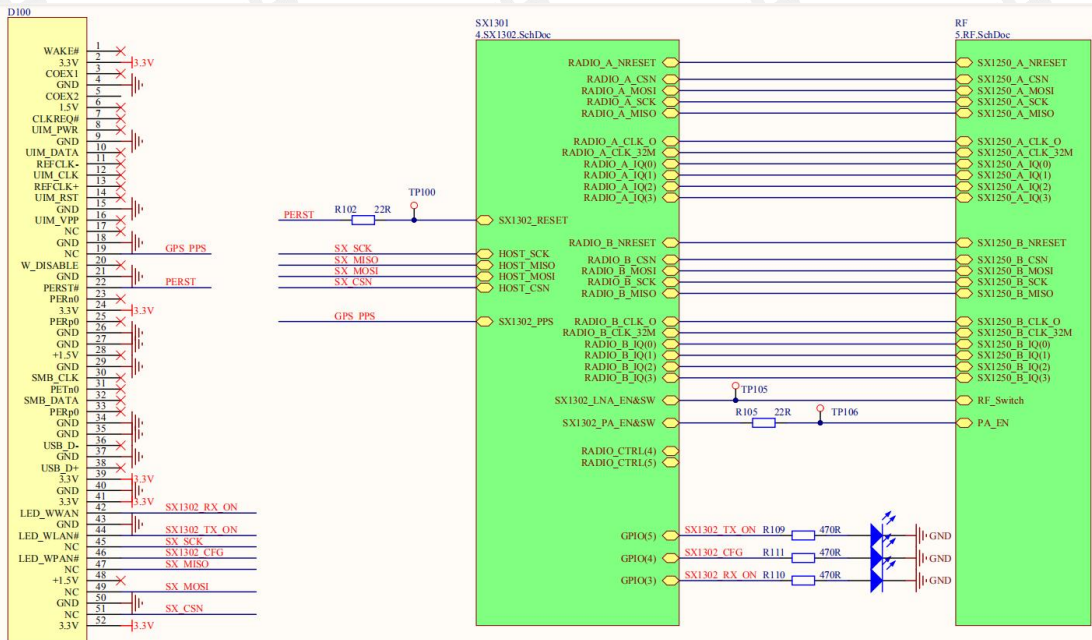 D100
WAKE# 1
3.3V 2 3.3V
COEX1 3
GND 4
COEX2 5
1.5V 6
CLKREQ# 7
UIM_PWR 8
GND 9
UIM_DATA 10
REFCLK- 11
UIM_CLK 12
REFCLK+ 13
UIM_RST 14
GND 15
UIM_VPP 16
NC 17
GND 18
NC 19 GPS_PPS
W_DISABLE 20
GND 21
PERST# 22 PERST
PERn0 23
3.3V 24 3.3V
PERp0 25
GND 26
GND 27
+1.5V 28
GND 29
SMB_CLK 30
PETn0 31
SMB_DATA 32
PERp0 33
GND 34
GND 35
USB_D- 36
GND 37
USB_D+ 38
3.3V 39 3.3V
GND 40
3.3V 41 3.3V
LED_WWAN 42 SX1302_RX_ON
GND 43
LED_WLAN# 44 SX1302_TX_ON
NC 45 SX_SCK
LED_WPAN# 46 SX1302_CFG
NC 47 SX_MISO
+1.5V 48
NC 49 SX_MOSI
GND 50
NC 51 SX_CSN
3.3V 52 3.3V
SX1301
4.SX1302.SchDoc
TP100
PERST R102 22R SX1302_RESET
SX_SCK HOST_SCK
SX_MISO HOST_MISO
SX_MOSI HOST_MOSI
SX_CSN HOST_CSN
GPS_PPS SX1302_PPS
RF
5.RF.SchDoc
RADIO_A_NRESET SX1250_A_NRESET
RADIO_A_CSN SX1250_A_CSN
RADIO_A_MOSI SX1250_A_MOSI
RADIO_A_SCK SX1250_A_SCK
RADIO_A_MISO SX1250_A_MISO
RADIO_A_CLK_O SX1250_A_CLK_O
RADIO_A_CLK_32M SX1250_A_CLK_32M
RADIO_A_IQ(0) SX1250_A_IQ(0)
RADIO_A_IQ(1) SX1250_A_IQ(1)
RADIO_A_IQ(2) SX1250_A_IQ(2)
RADIO_A_IQ(3) SX1250_A_IQ(3)
RADIO_B_NRESET SX1250_B_NRESET
RADIO_B_CSN SX1250_B_CSN
RADIO_B_MOSI SX1250_B_MOSI
RADIO_B_SCK SX1250_B_SCK
RADIO_B_MISO SX1250_B_MISO
RADIO_B_CLK_O SX1250_B_CLK_O
RADIO_B_CLK_32M SX1250_B_CLK_32M
RADIO_B_IQ(0) SX1250_B_IQ(0)
RADIO_B_IQ(1) SX1250_B_IQ(1)
RADIO_B_IQ(2) SX1250_B_IQ(2)
RADIO_B_IQ(3) SX1250_B_IQ(3)
TP105
SX1302_LNA_EN&SW RF_Switch
R105 22R TP106
SX1302_PA_EN&SW PA_EN
RADIO_CTRL(4)
RADIO_CTRL(5)
GPIO(5) SX1302_TX_ON R109 470R GND
GPIO(4) SX1302_CFG R111 470R GND
GPIO(3) SX1302_RX_ON R110 470R GND